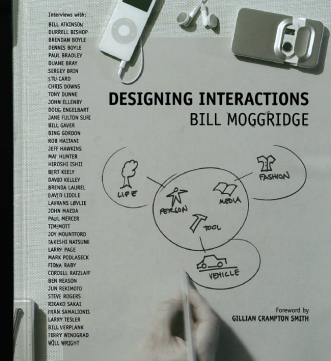 Interviews with:
BILL ATKINSON
DURRELL BISHOP
BRENDAN BOYLE
DENNIS BOYLE
PAUL BRADLEY
DUANE BRAY
SERGEY BRIN
STU CARD
CHRIS DOWNS
TONY DUNNE
JOHN ELLENBY
DOUG ENGELBART
JANE FULTON SURI
BILL GAVER
BING GORDON
ROB HAITANI
JEFF HAWKINS
MAT HUNTER
HIROSHI ISHII
BERT KEELY
DAVID KELLEY
BRENDA LAUREL
DAVID LIDDLE
LAVRANS LØVLIE
JOHN MAEDA
PAUL MERCER
TIM MOTT
JOY MOUNTFORD
TAKESHI NATSUNO
LARRY PAGE
MARK PODLASECK
FIONA RABY
CORDELL RATZLAFF
BEN REASON
JUN REKIMOTO
STEVE ROGERS
RIKAKO SAKAI
FRAN SAMALIONIS
LARRY TESLER
BILL VERPLANK
TERRY WINOGRAD
WILL WRIGHT
DESIGNING INTERACTIONS
BILL MOGGRIDGE
LIFE
FASHION
PERSON
MEDIA
TOOL
VEHICLE
Foreword by
GILLIAN CRAMPTON SMITH